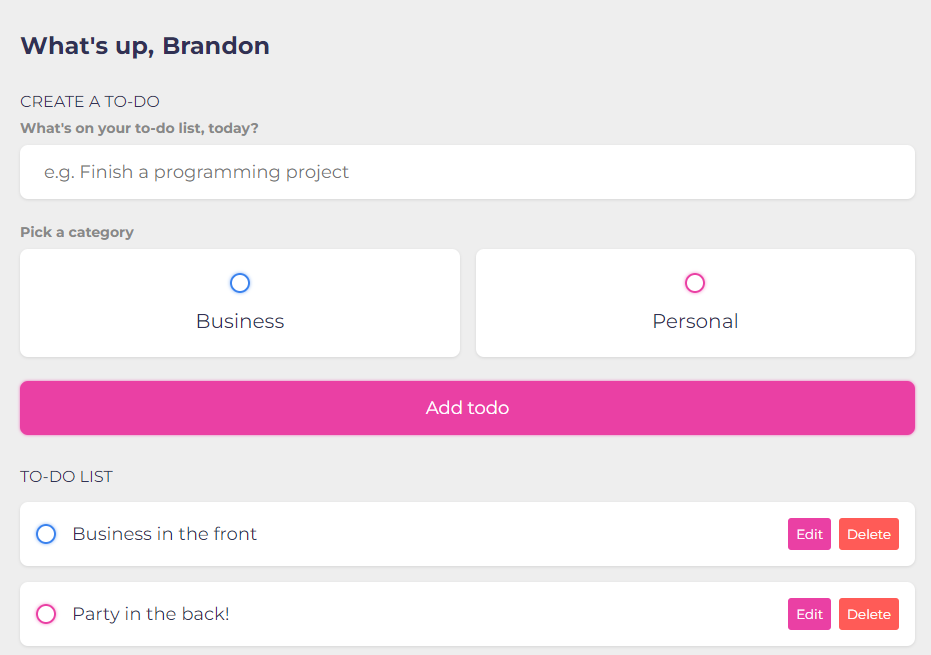 What's up, Brandon
CREATE A TO-DO
What's on your to-do list, today?
e.g. Finish a programming project
Pick a category
Business
Personal
Add todo
TO-DO LIST
Business in the front
Edit
Delete
Party in the back!
Edit
Delete